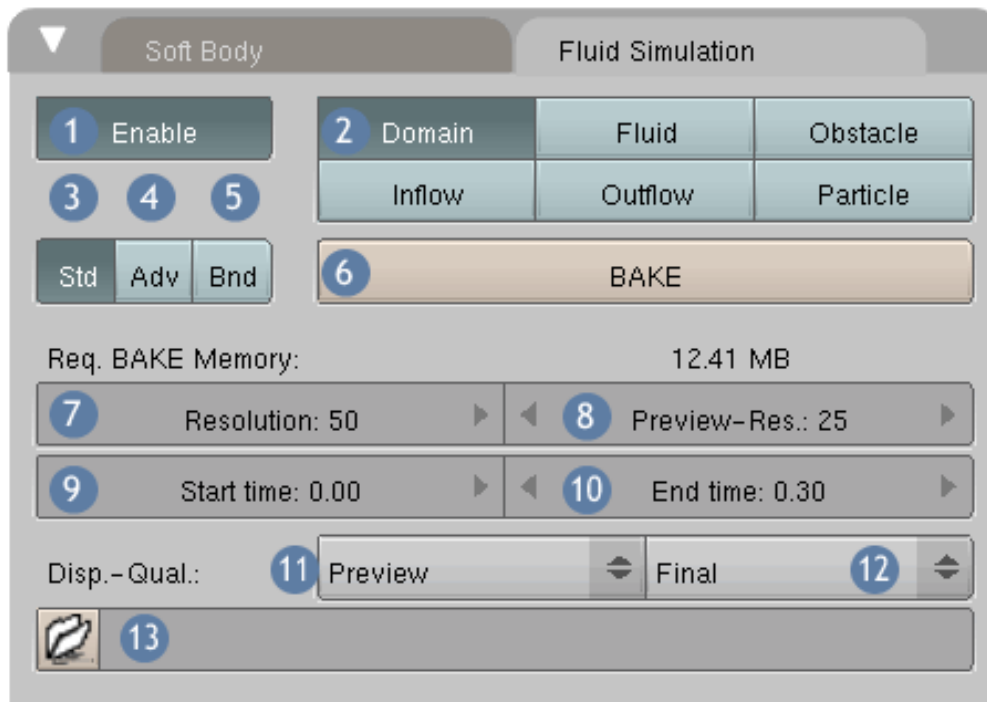 Soft Body Fluid Simulation
1 Enable 2 Domain Fluid Obstacle
3 4 5 Inflow Outflow Particle
Std Adv Bnd 6 BAKE
Req. BAKE Memory: 12.41 MB
7 Resolution: 50 8 Preview-Res.: 25
9 Start time: 0.00 10 End time: 0.30
Disp.-Qual.: 11 Preview Final 12
13